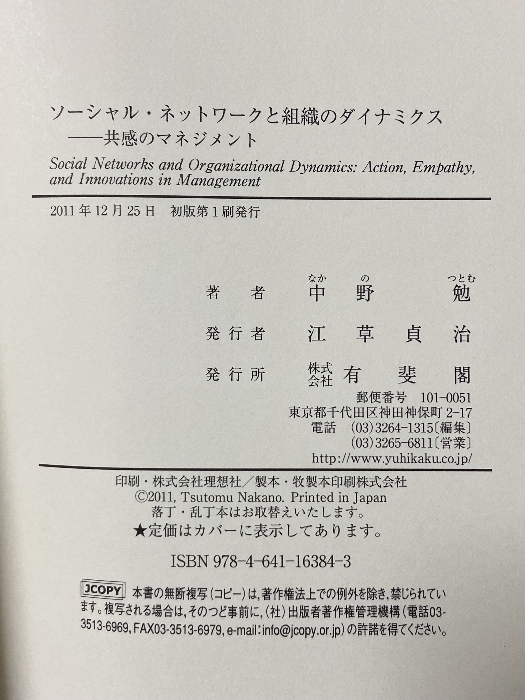 ソーシャル・ネットワークと組織のダイナミクス
――共感のマネジメント
Social Networks and Organizational Dynamics: Action, Empathy,
and Innovations in Management
2011年12月25日　初版第1刷発行
なか　の　つとむ
著　者　中　野　勉
発行者　江　草　貞　治
発行所　株式会社　有　斐　閣
郵便番号　101-0051
東京都千代田区神田神保町2-17
電話　(03)3264-1315〔編集〕
(03)3265-6811〔営業〕
http://www.yuhikaku.co.jp/
印刷・株式会社理想社／製本・牧製本印刷株式会社
©2011, Tsutomu Nakano. Printed in Japan
落丁・乱丁本はお取替えいたします。
★定価はカバーに表示してあります。
ISBN 978-4-641-16384-3
JCOPY　本書の無断複写(コピー)は、著作権法上での例外を除き、禁じられてい
ます。複写される場合は、そのつど事前に、(社)出版者著作権管理機構(電話03-
3513-6969, FAX03-3513-6979, e-mail:info@jcopy.or.jp)の許諾を得てください。